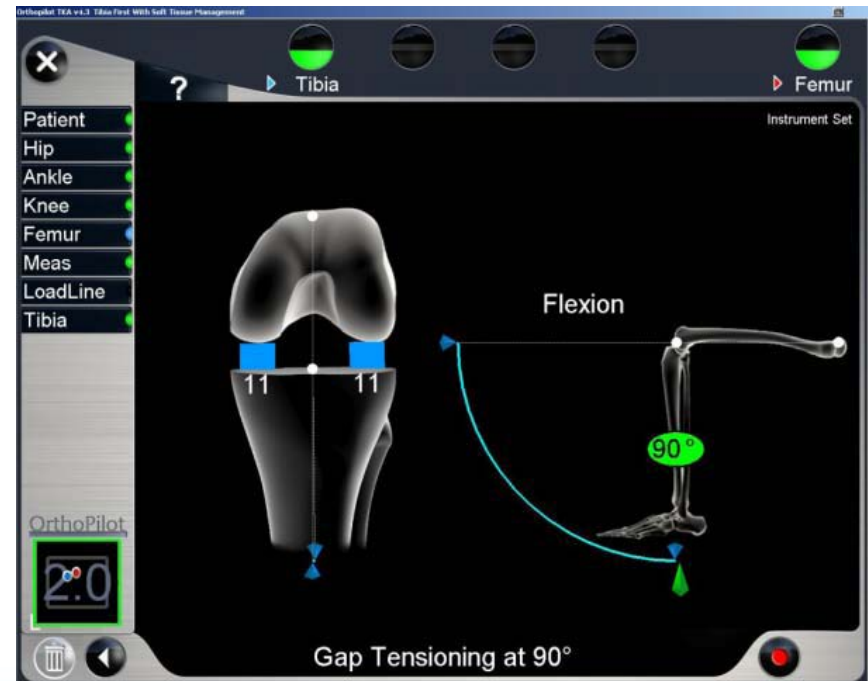 Orthopilot TKA v4.3 Tibia First With Soft Tissue Management
?
Tibia
Femur
Instrument Set
Patient
Hip
Ankle
Knee
Femur
Meas
LoadLine
Tibia
Flexion
11 11
90°
OrthoPilot
2.0
L
Gap Tensioning at 90°